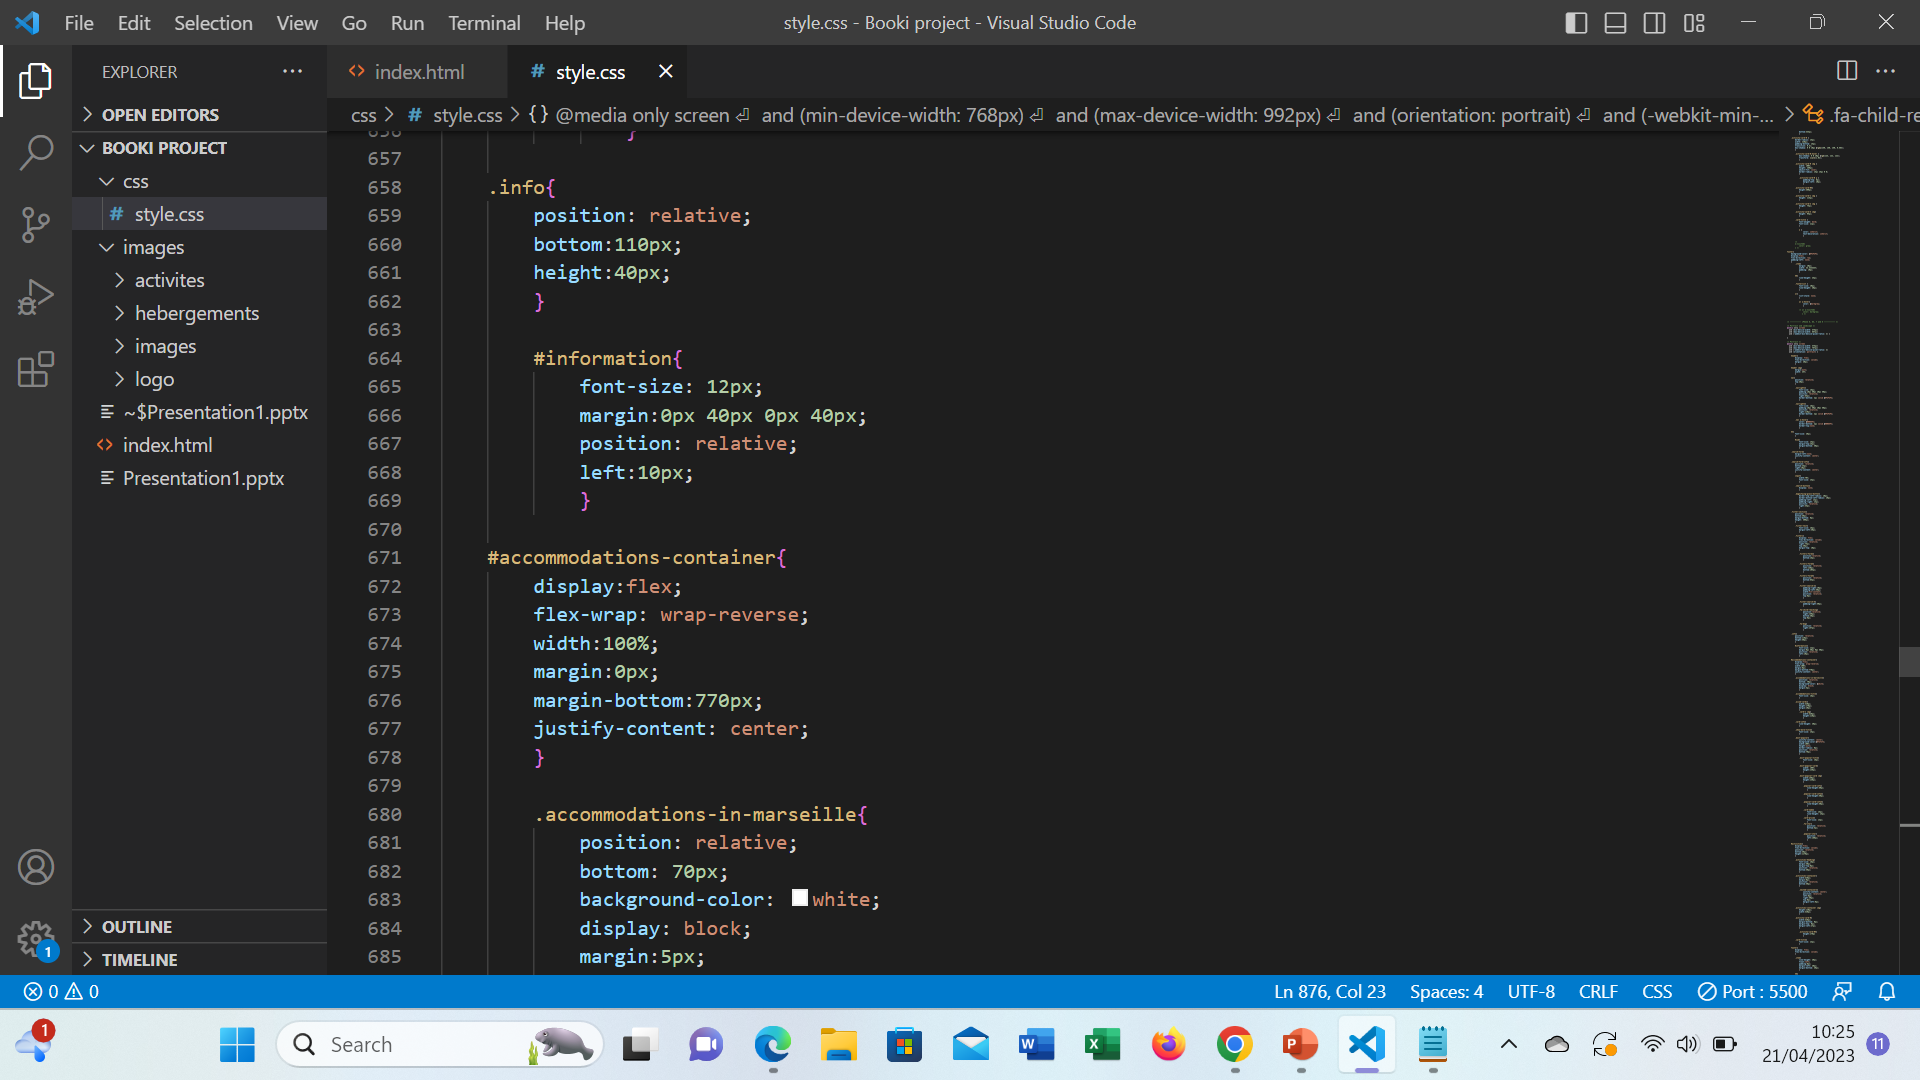 File Edit Selection View Go Run Terminal Help
style.css - Booki project - Visual Studio Code
EXPLORER
OPEN EDITORS
BOOKI PROJECT
css
# style.css
images
activites
hebergements
images
logo
~$Presentation1.pptx
index.html
Presentation1.pptx
OUTLINE
TIMELINE
1
<> index.html
# style.css
css > # style.css > {} @media only screen and (min-device-width: 768px) and (max-device-width: 992px) and (orientation: portrait) and (-webkit-min-... > .fa-child-re
656 }
657
658 .info{
659 position: relative;
660 bottom:110px;
661 height:40px;
662 }
663
664 #information{
665 font-size: 12px;
666 margin:0px 40px 0px 40px;
667 position: relative;
668 left:10px;
669 }
670
671 #accommodations-container{
672 display:flex;
673 flex-wrap: wrap-reverse;
674 width:100%;
675 margin:0px;
676 margin-bottom:770px;
677 justify-content: center;
678 }
679
680 .accommodations-in-marseille{
681 position: relative;
682 bottom: 70px;
683 background-color: white;
684 display: block;
685 margin:5px;
0 0
Ln 876, Col 23 Spaces: 4 UTF-8 CRLF CSS Port : 5500
1
Search
10:25
21/04/2023
11